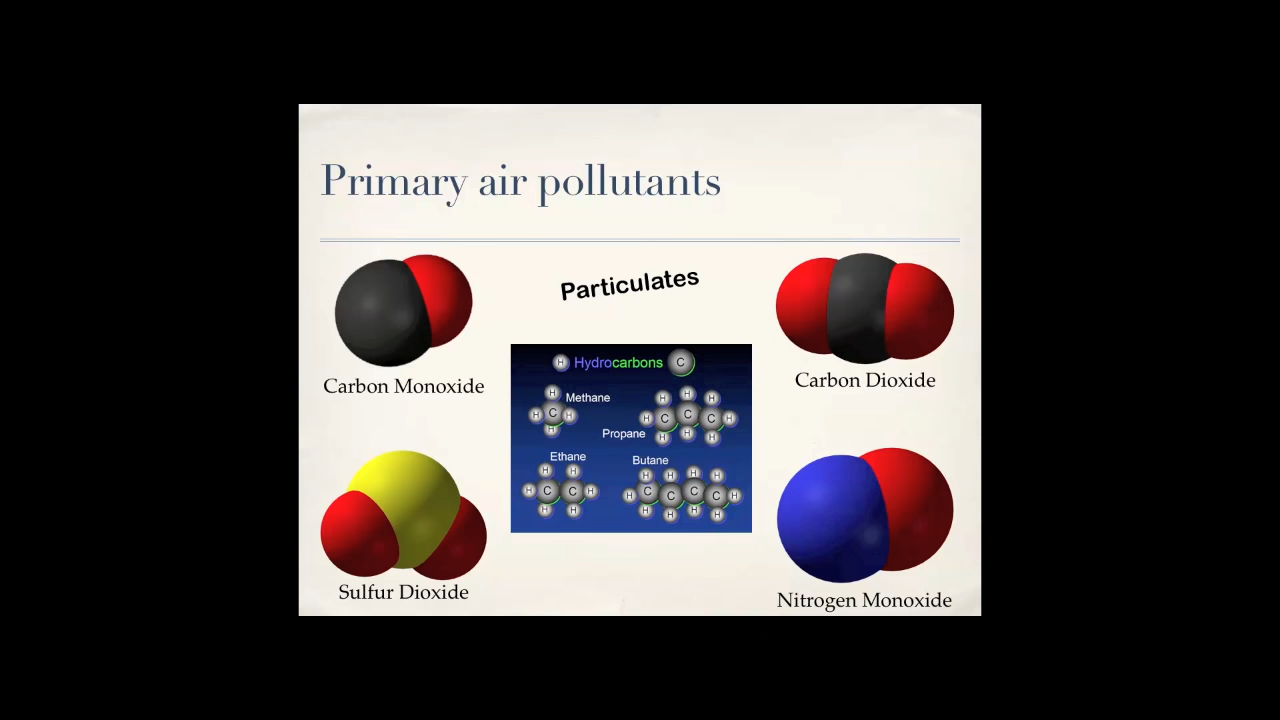 Primary air pollutants
Particulates
Carbon Monoxide
Carbon Dioxide
H Hydrocarbons C
H
Methane
H C H
H
H H H
H C C C H
Propane
H H H
Ethane
H H
H C C H
H H
Butane
H H H H
H C C C C H
H H H H
Sulfur Dioxide
Nitrogen Monoxide